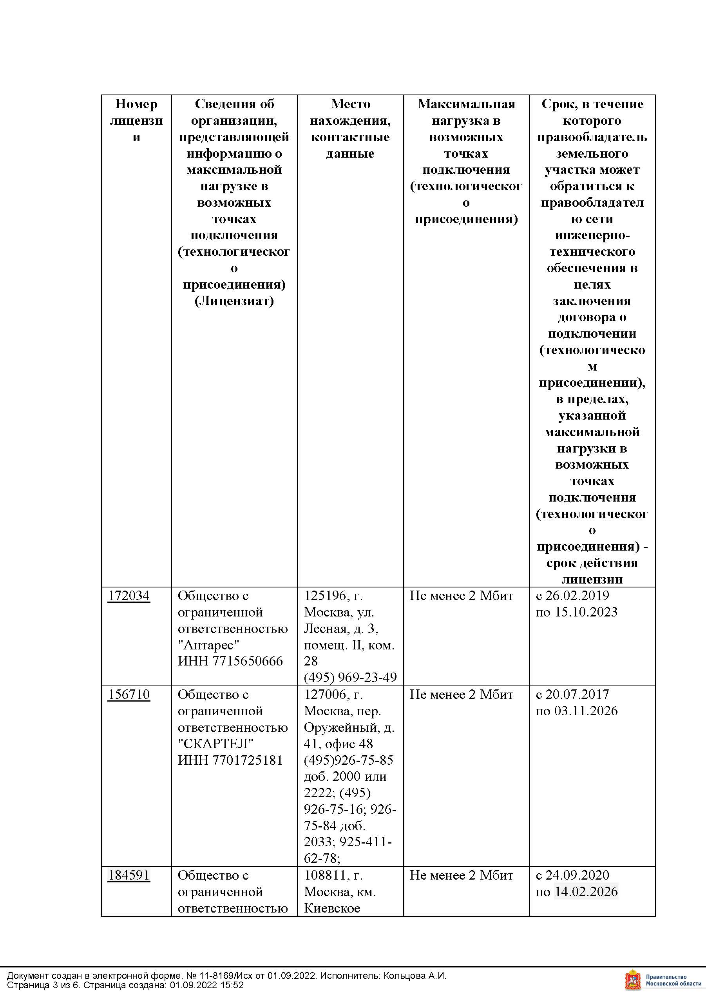 Номер
лицензи
и
Сведения об
организации,
представляющей
информацию о
максимальной
нагрузке в
возможных
точках
подключения
(технологическог
о
присоединения)
(Лицензиат)
Место
нахождения,
контактные
данные
Максимальная
нагрузка в
возможных
точках
подключения
(технологическог
о
присоединения)
Срок, в течение
которого
правообладатель
земельного
участка может
обратиться к
правообладател
ю сети
инженерно-
технического
обеспечения в
целях
заключения
договора о
подключении
(технологическо
м
присоединении),
в пределах,
указанной
максимальной
нагрузки в
возможных
точках
подключения
(технологическог
о
присоединения) -
срок действия
лицензии
172034
Общество с
ограниченной
ответственностью
"Антарес"
ИНН 7715650666
125196, г.
Москва, ул.
Лесная, д. 3,
помещ. II, ком.
28
(495) 969-23-49
Не менее 2 Мбит
с 26.02.2019
по 15.10.2023
156710
Общество с
ограниченной
ответственностью
"СКАРТЕЛ"
ИНН 7701725181
127006, г.
Москва, пер.
Оружейный, д.
41, офис 48
(495)926-75-85
доб. 2000 или
2222; (495)
926-75-16; 926-
75-84 доб.
2033; 925-411-
62-78;
Не менее 2 Мбит
с 20.07.2017
по 03.11.2026
184591
Общество с
ограниченной
ответственностью
108811, г.
Москва, км.
Киевское
Не менее 2 Мбит
с 24.09.2020
по 14.02.2026
Документ создан в электронной форме. № 11-8169/Исх от 01.09.2022. Исполнитель: Кольцова А.И.
Страница 3 из 6. Страница создана: 01.09.2022 15:52
Правительство
Московской области